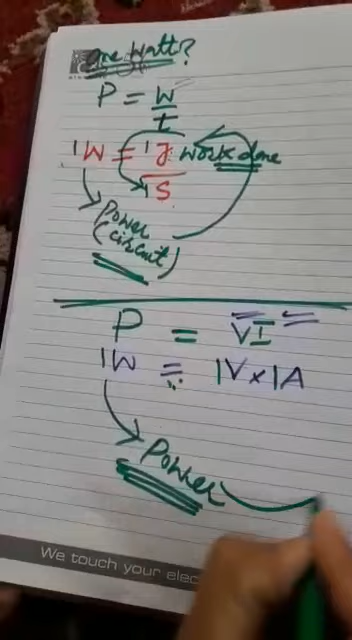 one watt?
P = W
t
1W = 1J work done
1S
Power
(circuit)
P = VI
1W = 1V x 1A
Power
We touch your elec